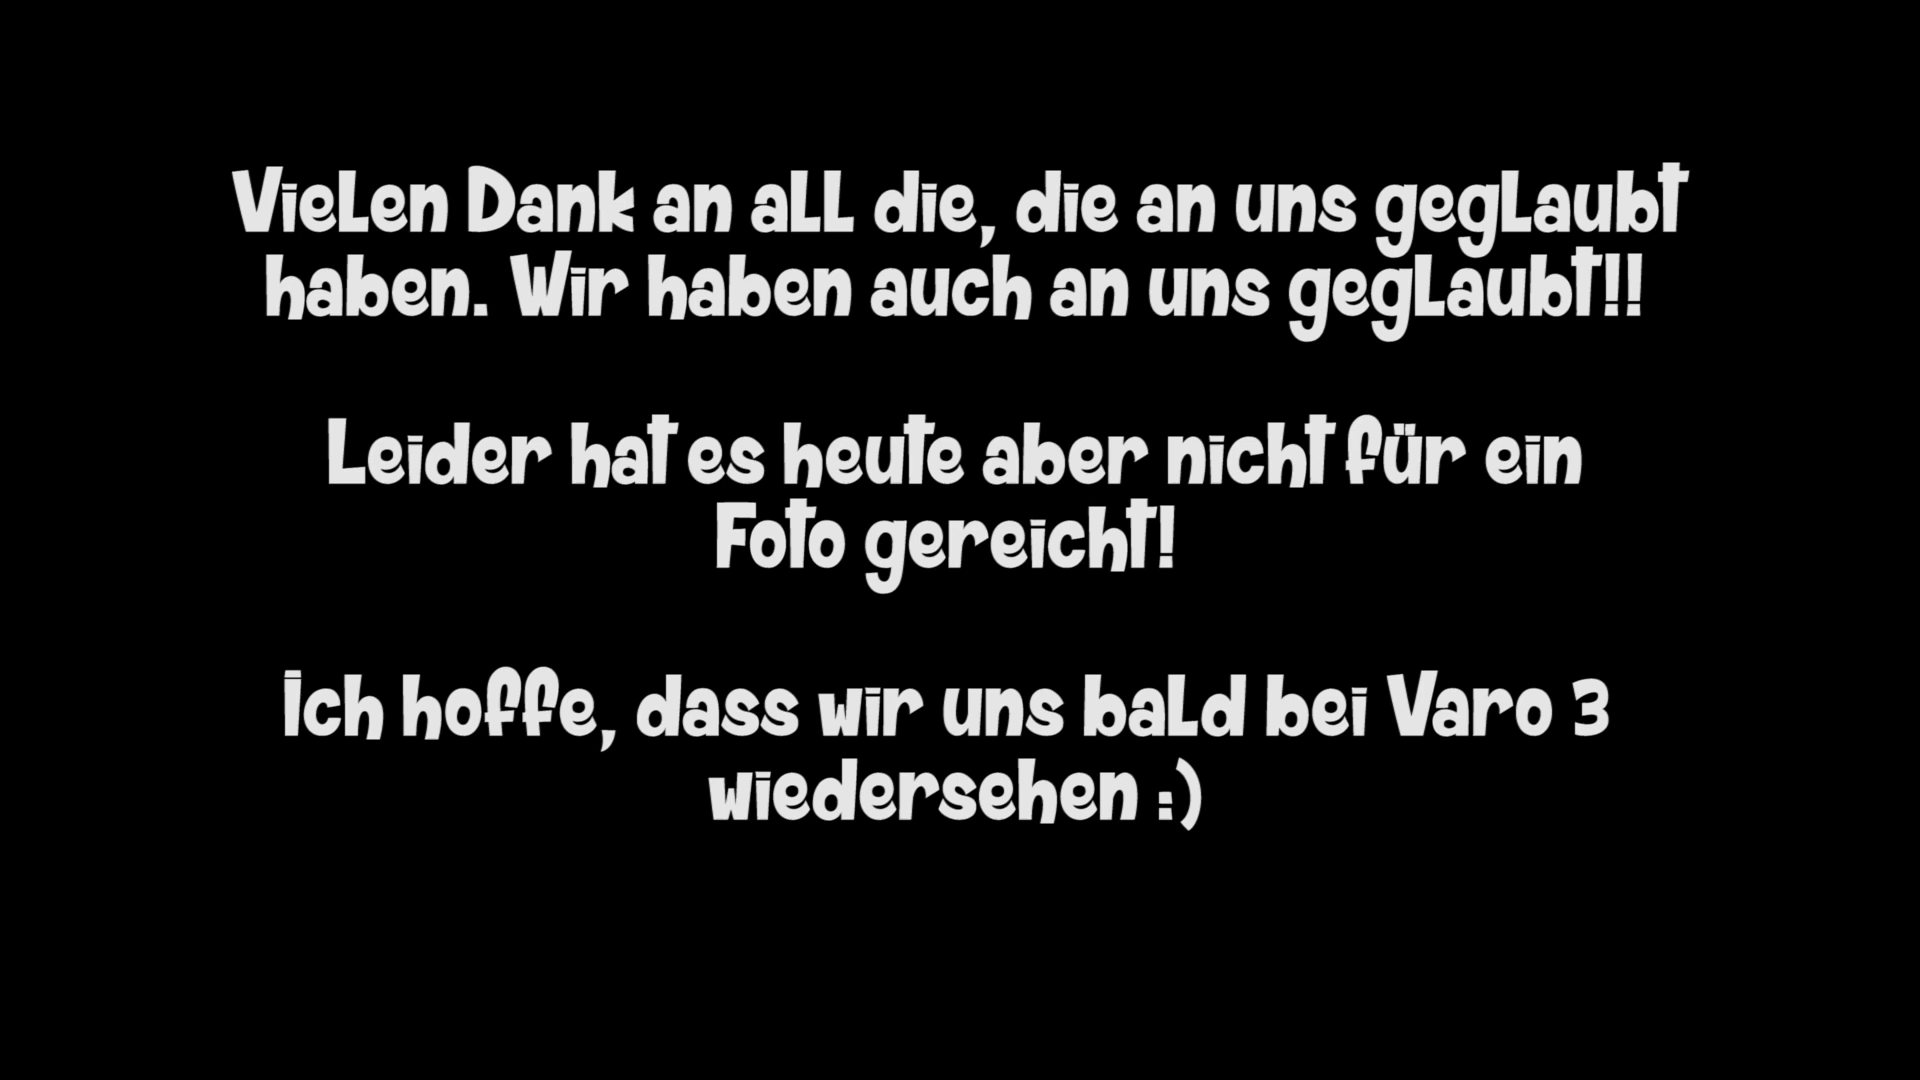 Vielen Dank an all die, die an uns geglaubt
haben. Wir haben auch an uns geglaubt!!
Leider hat es heute aber nicht für ein
Foto gereicht!
Ich hoffe, dass wir uns bald bei Varo 3
wiedersehen :)